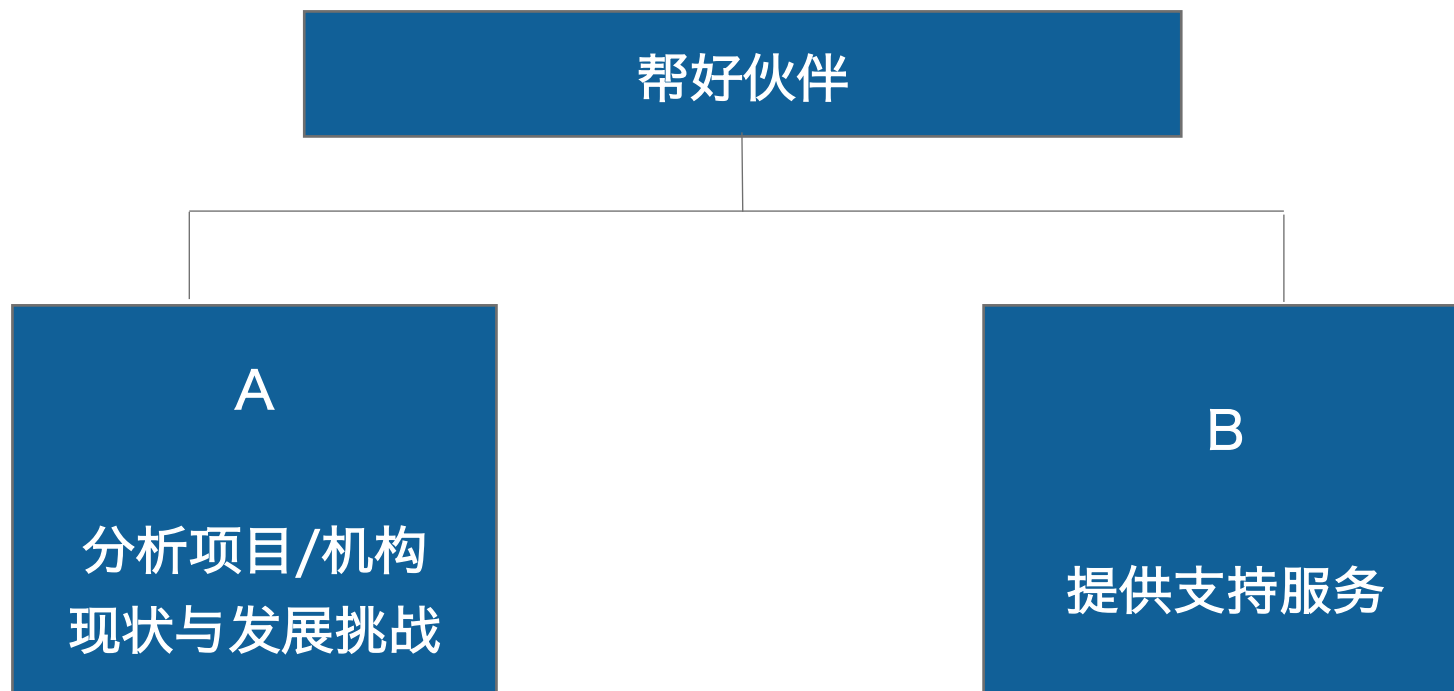 帮好伙伴
A
分析项目/机构
现状与发展挑战
B
提供支持服务